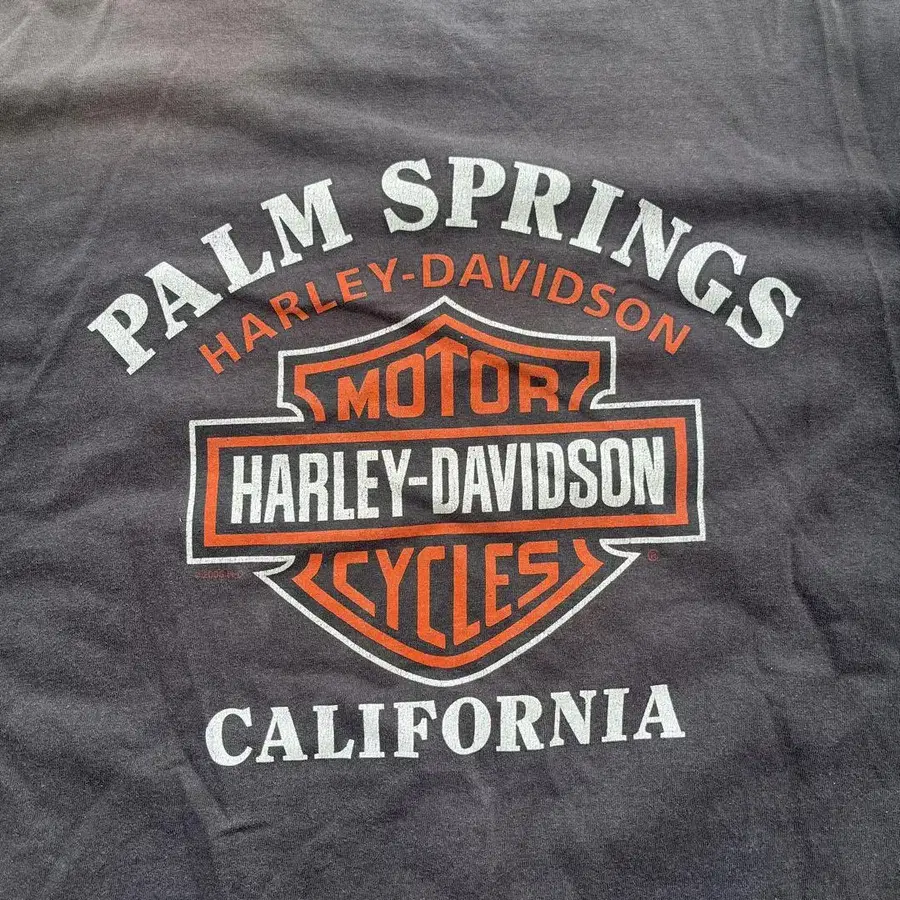 PALM SPRINGS
HARLEY-DAVIDSON
MOTOR
HARLEY-DAVIDSON
©
CYCLES
CALIFORNIA